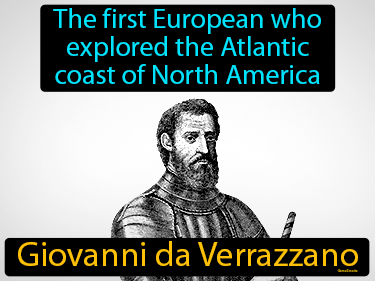 The first European who
explored the Atlantic
coast of North America
Giovanni da Verrazzano